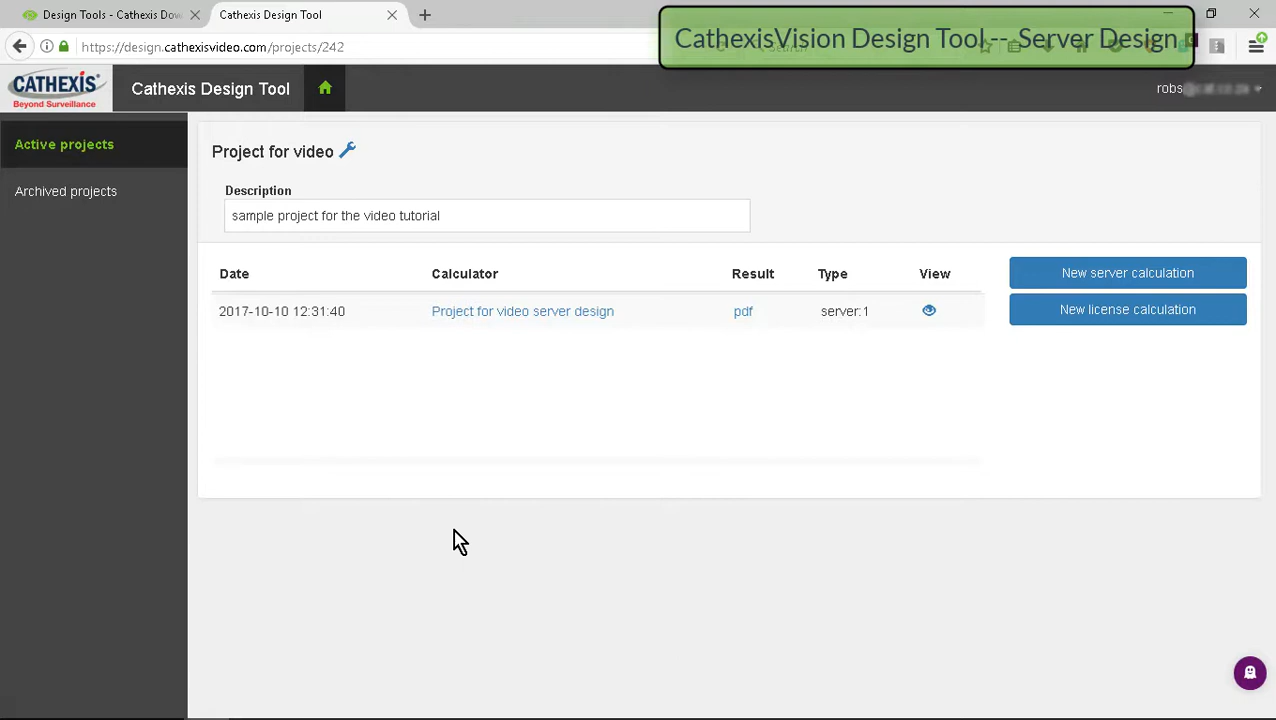 Design Tools - Cathexis Dow
Cathexis Design Tool
https://design.cathexisvideo.com/projects/242
CathexisVision Design Tool -- Server Design
CATHEXIS
Beyond Surveillance
Cathexis Design Tool
robs
Active projects
Archived projects
Project for video
Description
sample project for the video tutorial
Date Calculator Result Type View
2017-10-10 12:31:40 Project for video server design pdf server:1
New server calculation
New license calculation